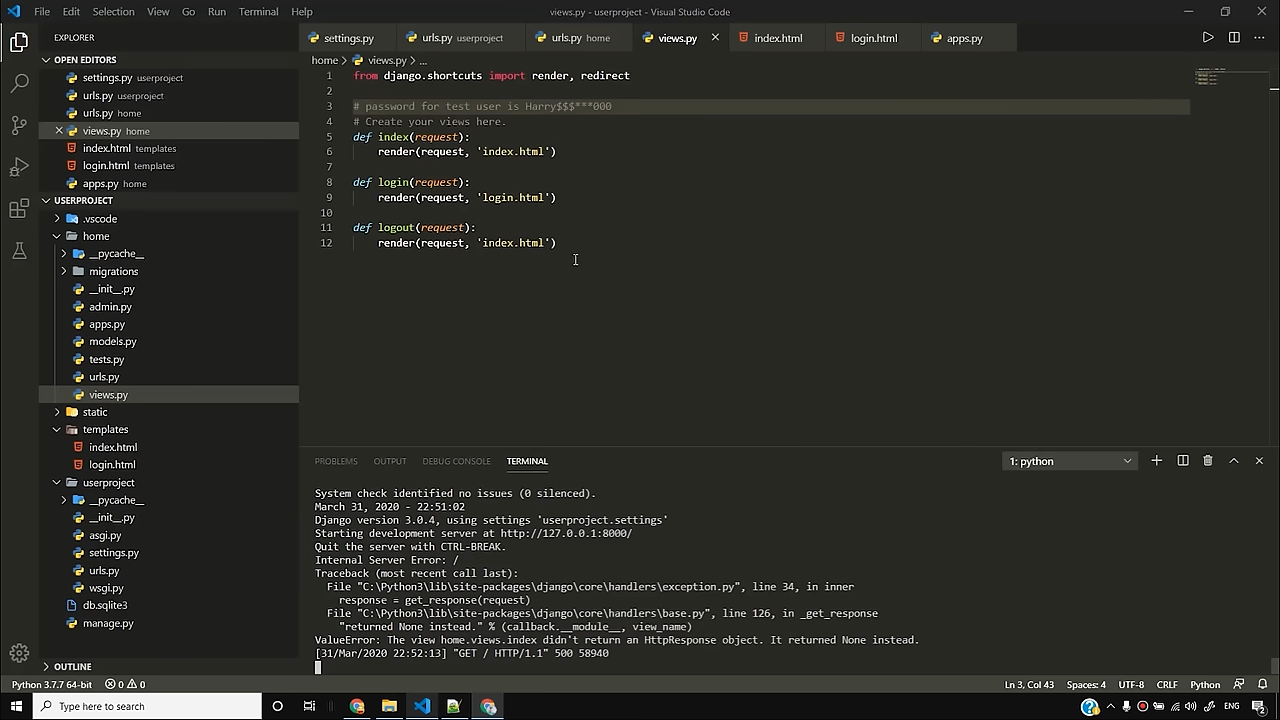 File Edit Selection View Go Run Terminal Help
views.py - userproject - Visual Studio Code
EXPLORER
settings.py
urls.py userproject
urls.py home
views.py
index.html
login.html
apps.py
OPEN EDITORS
settings.py userproject
urls.py userproject
urls.py home
views.py home
index.html templates
login.html templates
apps.py home
USERPROJECT
.vscode
home
__pycache__
migrations
__init__.py
admin.py
apps.py
models.py
tests.py
urls.py
views.py
static
templates
index.html
login.html
userproject
__pycache__
__init__.py
asgi.py
settings.py
urls.py
wsgi.py
db.sqlite3
manage.py
OUTLINE
home > views.py > ...
1 from django.shortcuts import render, redirect
2
3 # password for test user is Harry$$$***000
4 # Create your views here.
5 def index(request):
6 render(request, 'index.html')
7
8 def login(request):
9 render(request, 'login.html')
10
11 def logout(request):
12 render(request, 'index.html')
PROBLEMS OUTPUT DEBUG CONSOLE TERMINAL
1: python
System check identified no issues (0 silenced).
March 31, 2020 - 22:51:02
Django version 3.0.4, using settings 'userproject.settings'
Starting development server at http://127.0.0.1:8000/
Quit the server with CTRL-BREAK.
Internal Server Error: /
Traceback (most recent call last):
File "C:\Python3\lib\site-packages\django\core\handlers\exception.py", line 34, in inner
response = get_response(request)
File "C:\Python3\lib\site-packages\django\core\handlers\base.py", line 126, in _get_response
"returned None instead." % (callback.__module__, view_name)
ValueError: The view home.views.index didn't return an HttpResponse object. It returned None instead.
[31/Mar/2020 22:52:13] "GET / HTTP/1.1" 500 58940
Python 3.7.7 64-bit 0 0
Ln 3, Col 43 Spaces: 4 UTF-8 CRLF Python
Type here to search
ENG